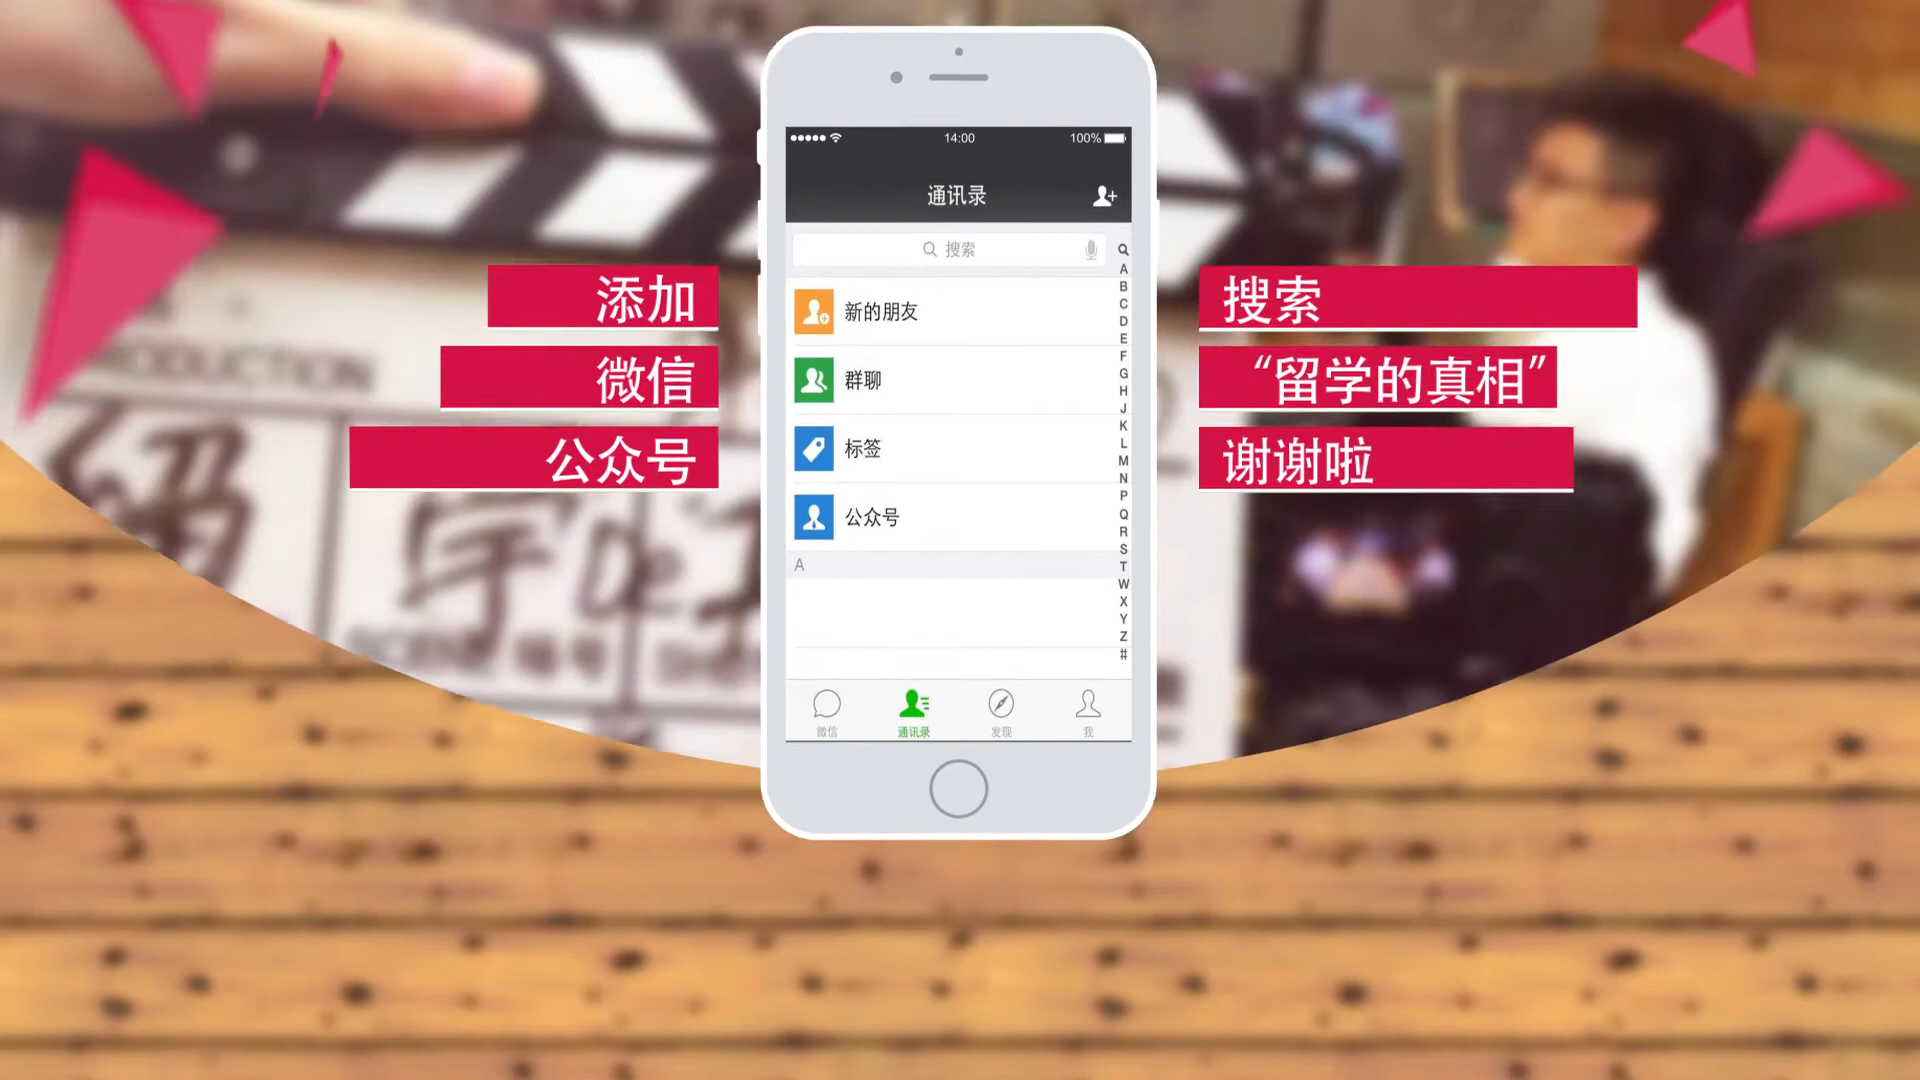 添加
微信
公众号
14:00
100%
通讯录
搜索
新的朋友
群聊
标签
公众号
A
A
B
C
D
E
F
G
H
J
K
L
M
N
P
Q
R
S
T
W
X
Y
Z
#
微信
通讯录
发现
我
搜索
“留学的真相”
谢谢啦